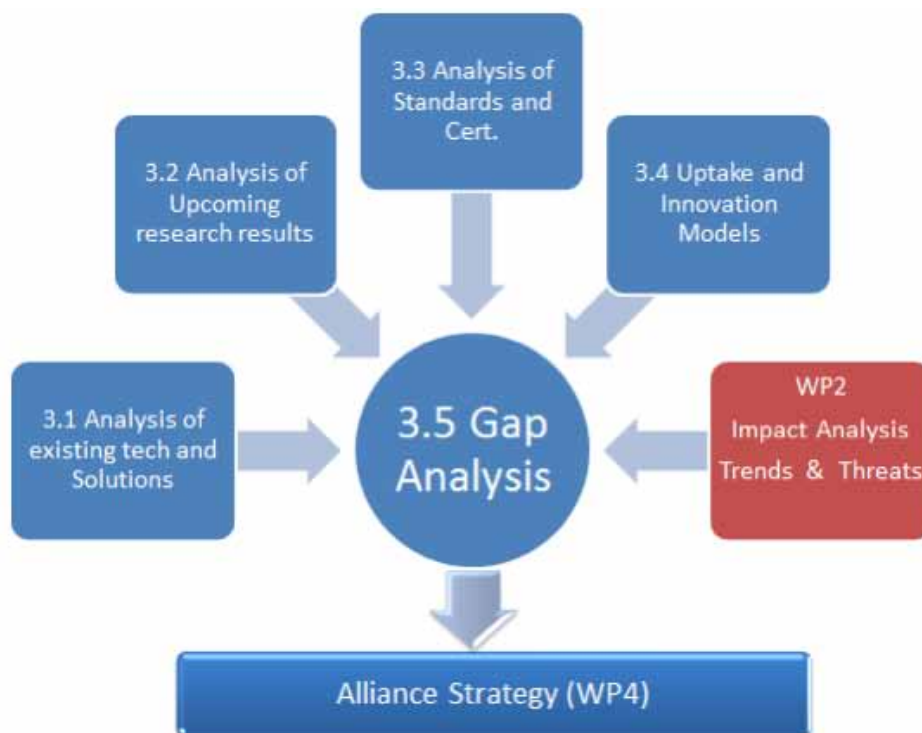 3.3 Analysis of
Standards and
Cert.
3.2 Analysis of
Upcoming
research results
3.4 Uptake and
Innovation
Models
3.1 Analysis of
existing tech and
Solutions
3.5 Gap
Analysis
WP2
Impact Analysis
Trends & Threats
Alliance Strategy (WP4)